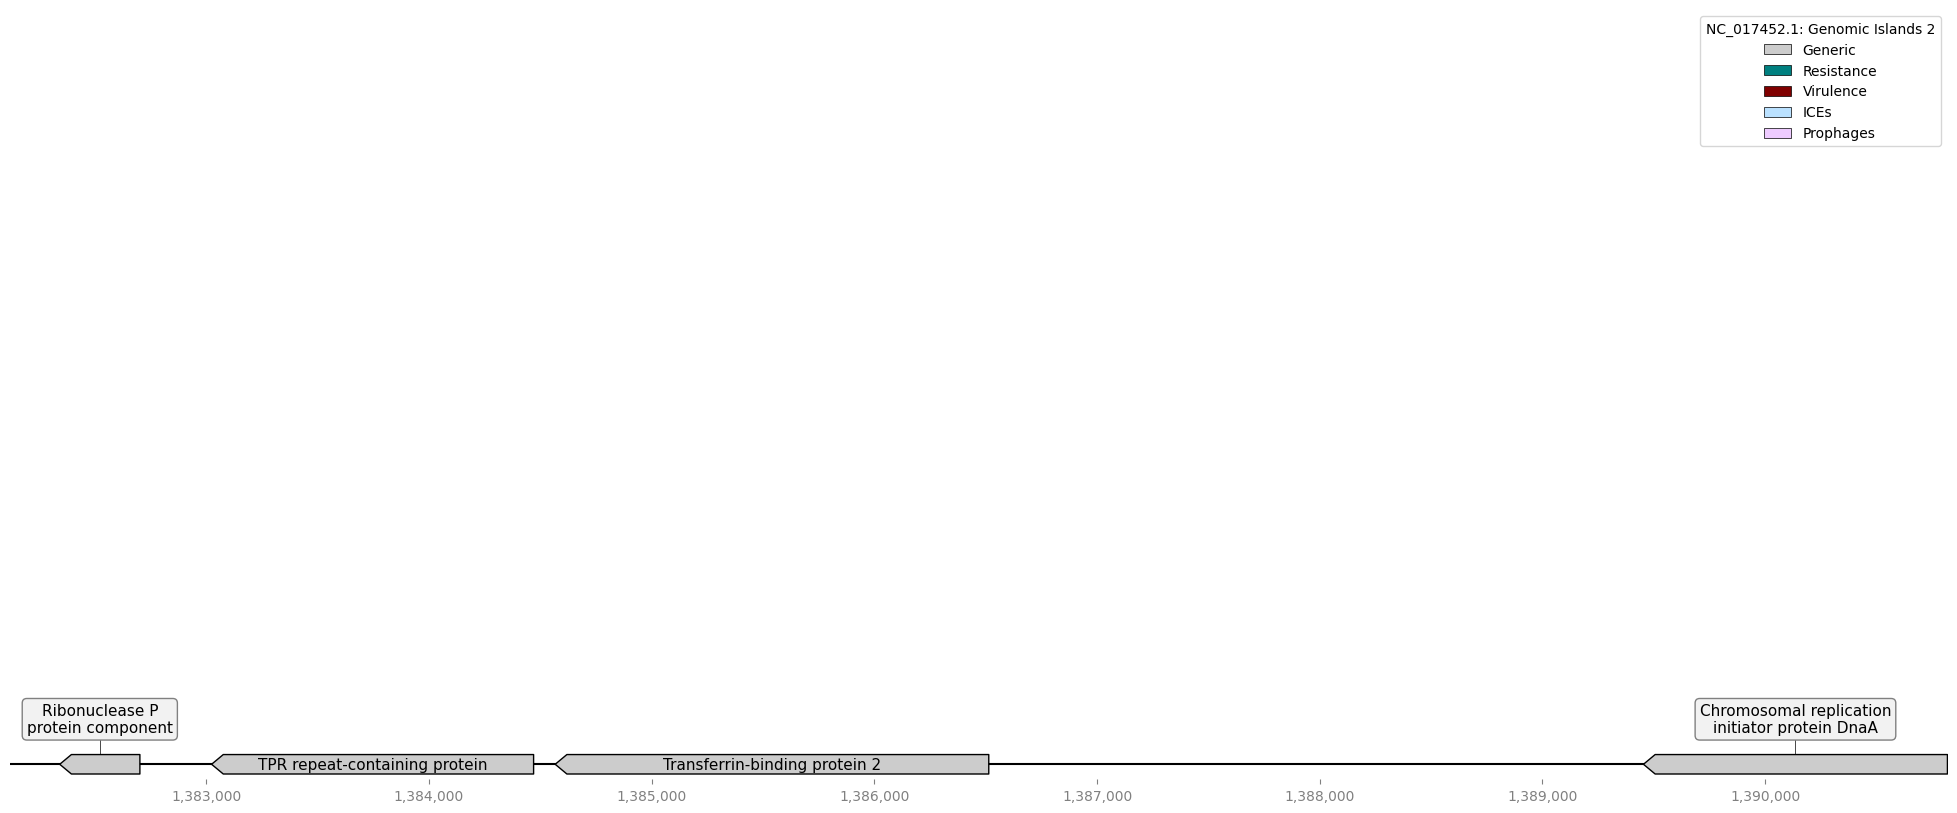 NC_017452.1: Genomic Islands 2
Generic
Resistance
Virulence
ICEs
Prophages
Ribonuclease P
protein component
Chromosomal replication
initiator protein DnaA
TPR repeat-containing protein
Transferrin-binding protein 2
1,383,000
1,384,000
1,385,000
1,386,000
1,387,000
1,388,000
1,389,000
1,390,000